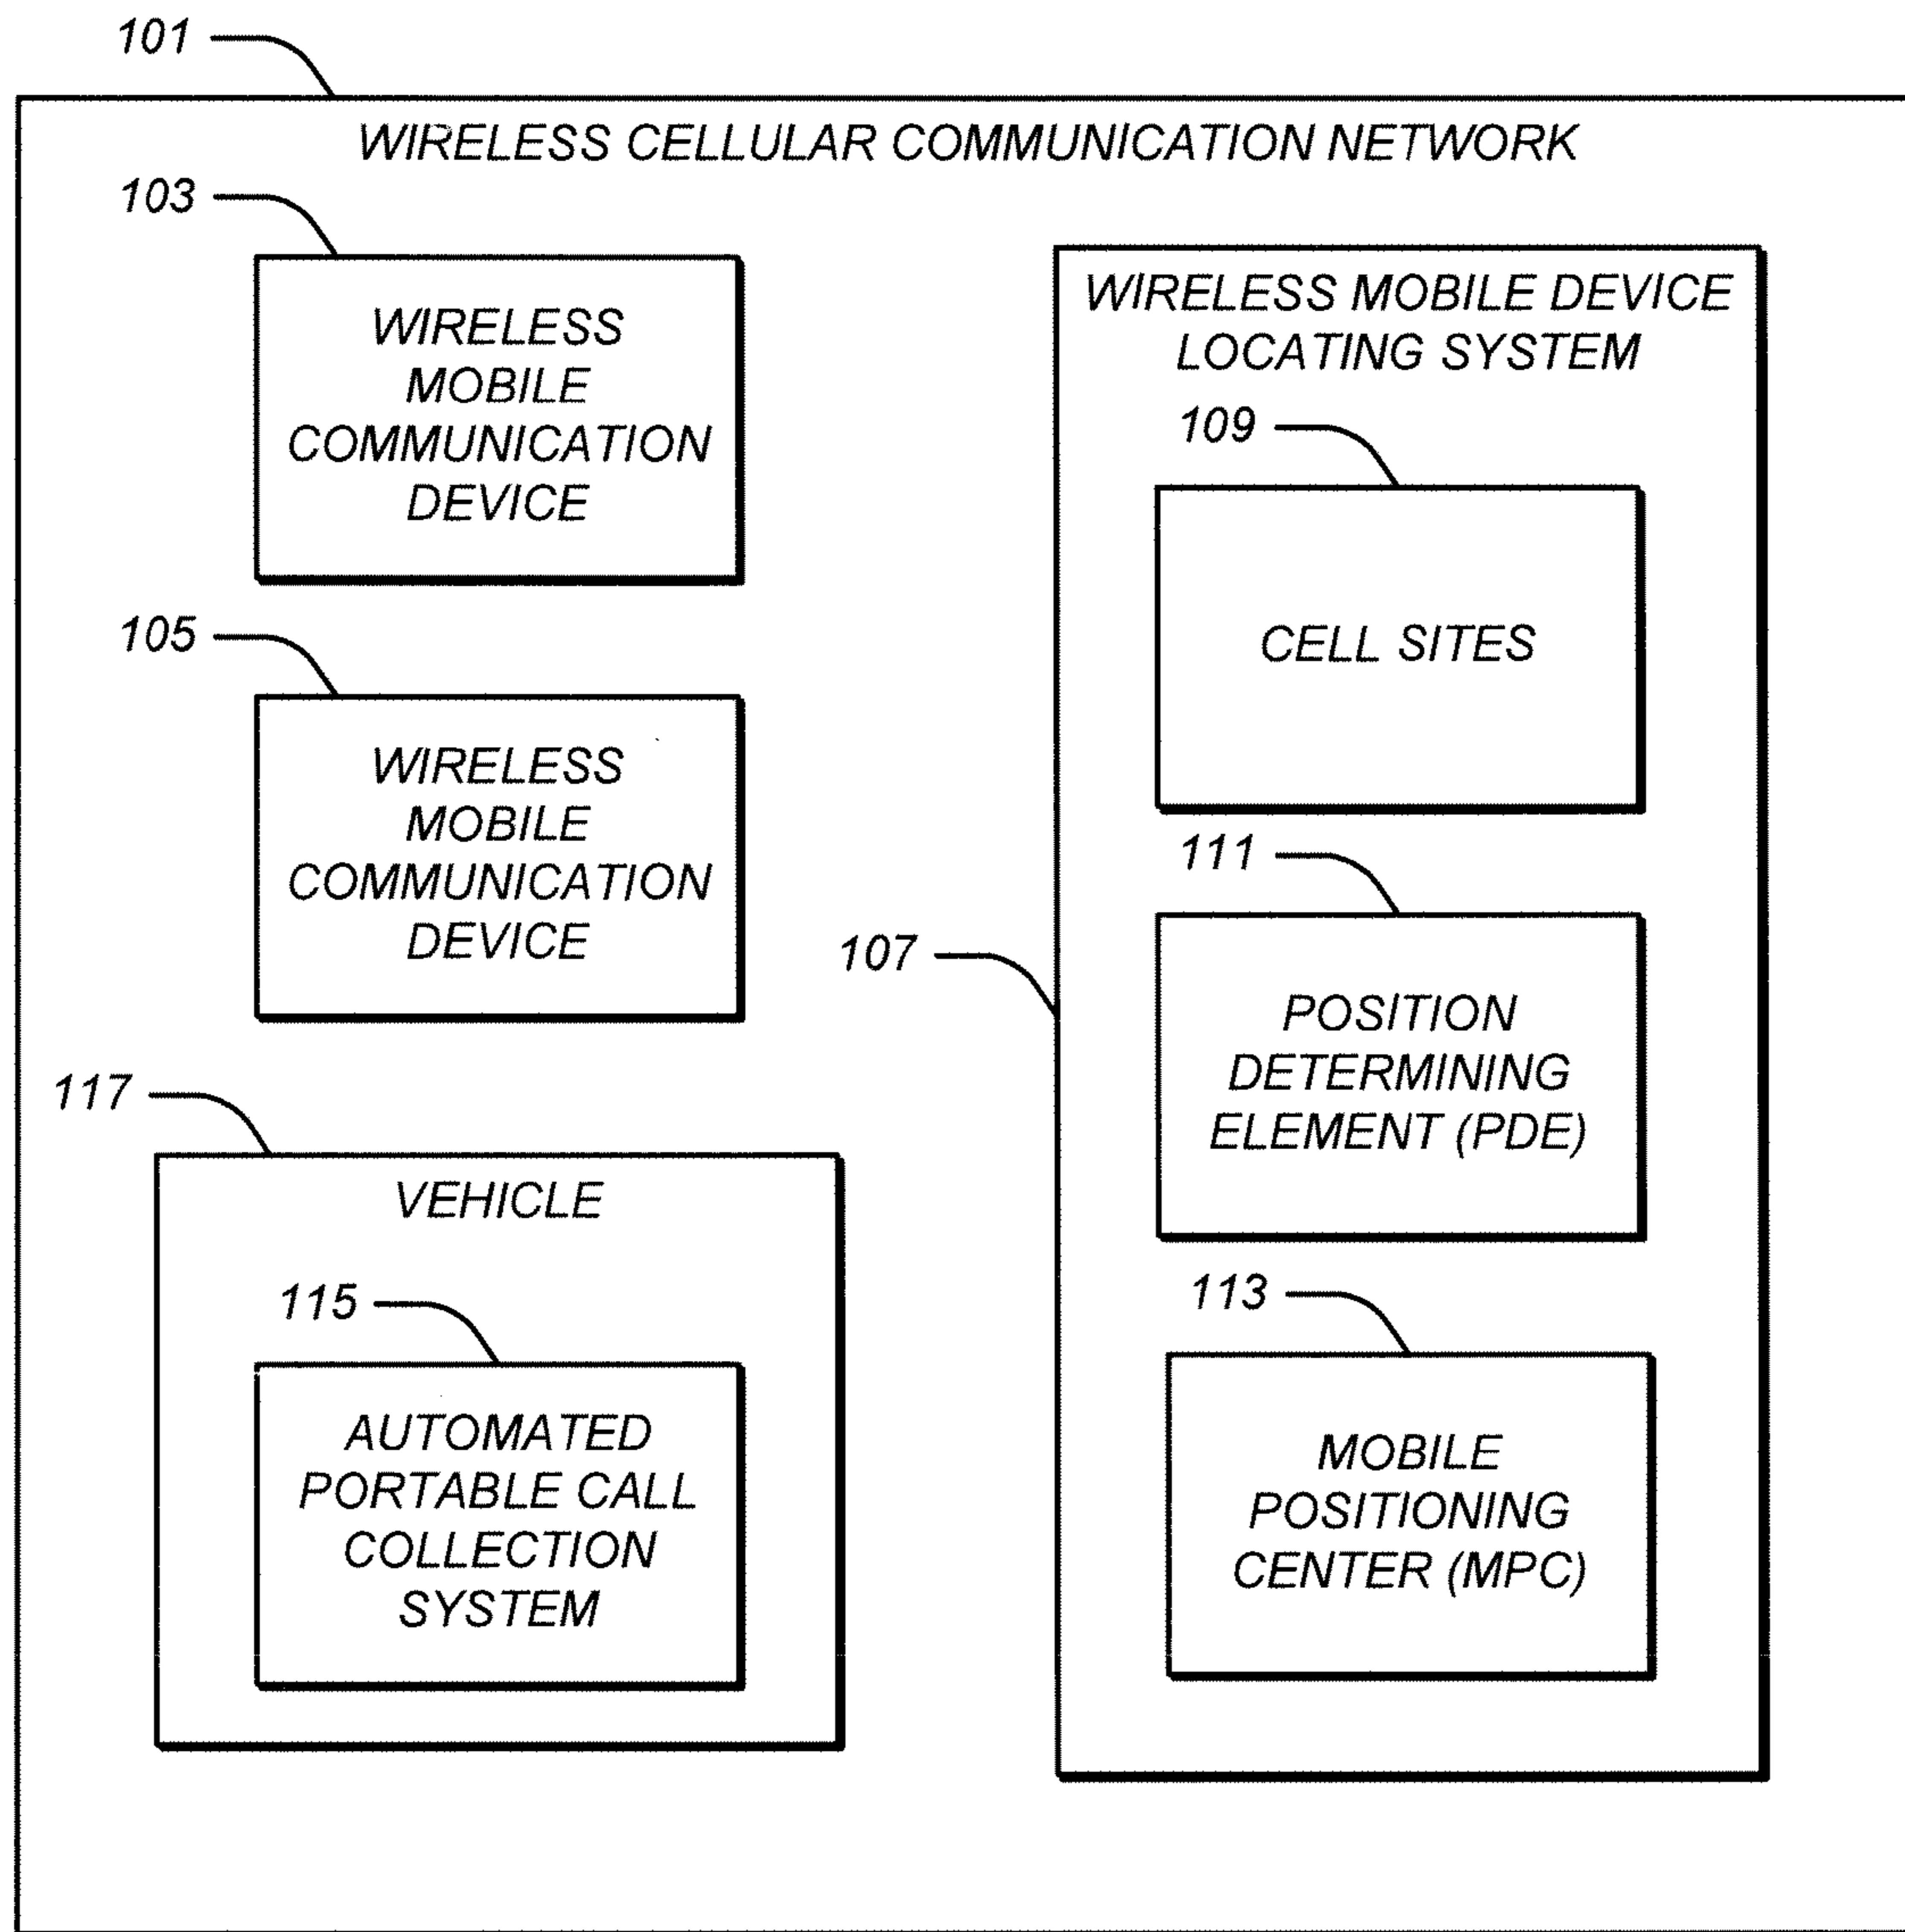 101
WIRELESS CELLULAR COMMUNICATION NETWORK
103
WIRELESS
MOBILE
COMMUNICATION
DEVICE
105
WIRELESS
MOBILE
COMMUNICATION
DEVICE
117
VEHICLE
115
AUTOMATED
PORTABLE CALL
COLLECTION
SYSTEM
107
WIRELESS MOBILE DEVICE
LOCATING SYSTEM
109
CELL SITES
111
POSITION
DETERMINING
ELEMENT (PDE)
113
MOBILE
POSITIONING
CENTER (MPC)